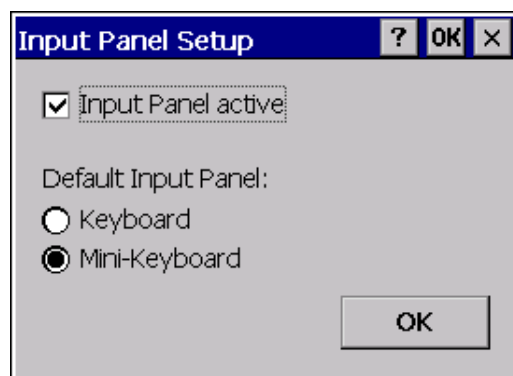 Input Panel Setup ? OK ×
Input Panel active
Default Input Panel:
Keyboard
Mini-Keyboard
OK